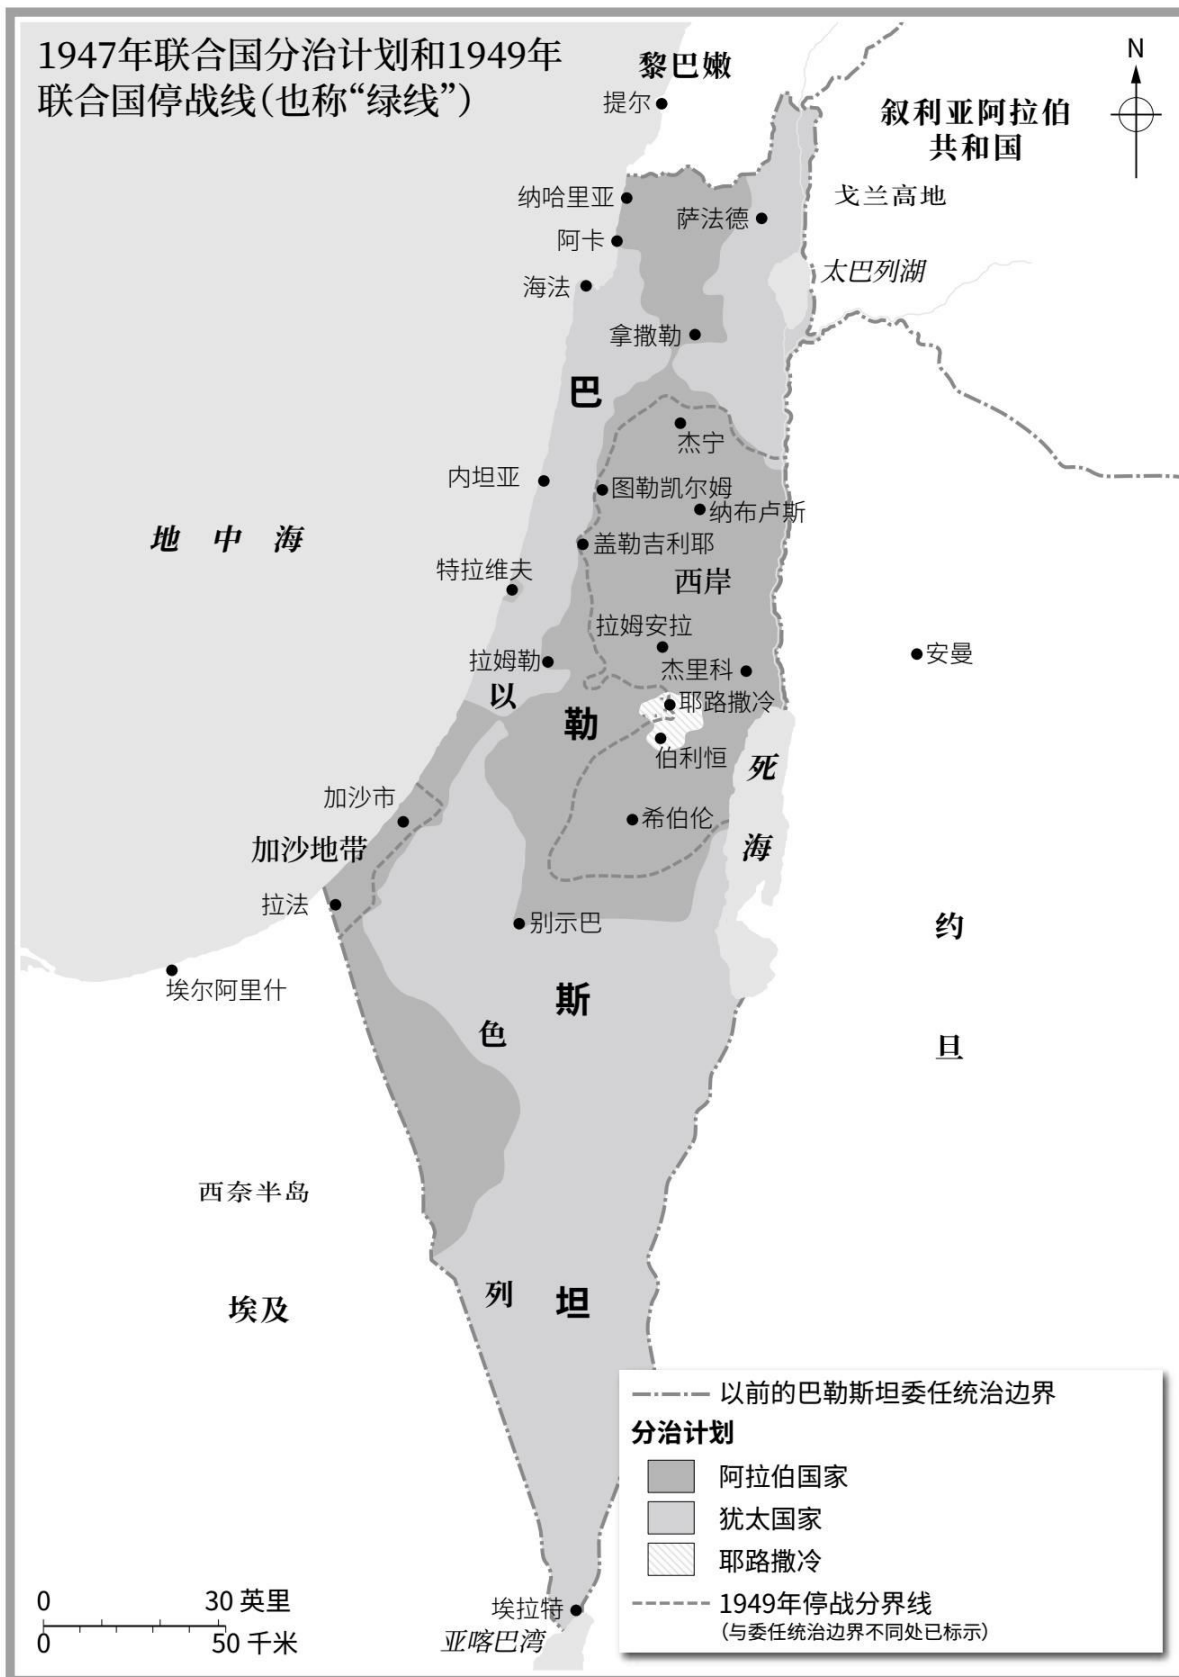 1947年联合国分治计划和1949年
联合国停战线(也称“绿线”)
N
黎巴嫩
提尔
叙利亚阿拉伯
共和国
纳哈里亚
戈兰高地
萨法德
阿卡
太巴列湖
海法
拿撒勒
巴
杰宁
内坦亚
图勒凯尔姆
纳布卢斯
地中海
盖勒吉利耶
特拉维夫
西岸
拉姆安拉
安曼
拉姆勒
杰里科
以
耶路撒冷
勒
伯利恒
死
加沙市
希伯伦
海
加沙地带
拉法
别示巴
约
埃尔阿里什
斯
色
旦
西奈半岛
列
坦
埃及
以前的巴勒斯坦委任统治边界
分治计划
阿拉伯国家
犹太国家
耶路撒冷
1949年停战分界线
(与委任统治边界不同处已标示)
0 30 英里
0 50 千米
埃拉特
亚喀巴湾